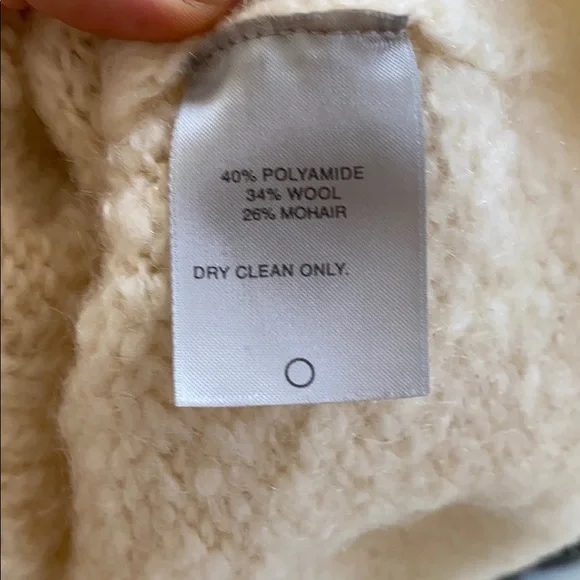 40% POLYAMIDE
34% WOOL
26% MOHAIR
DRY CLEAN ONLY.